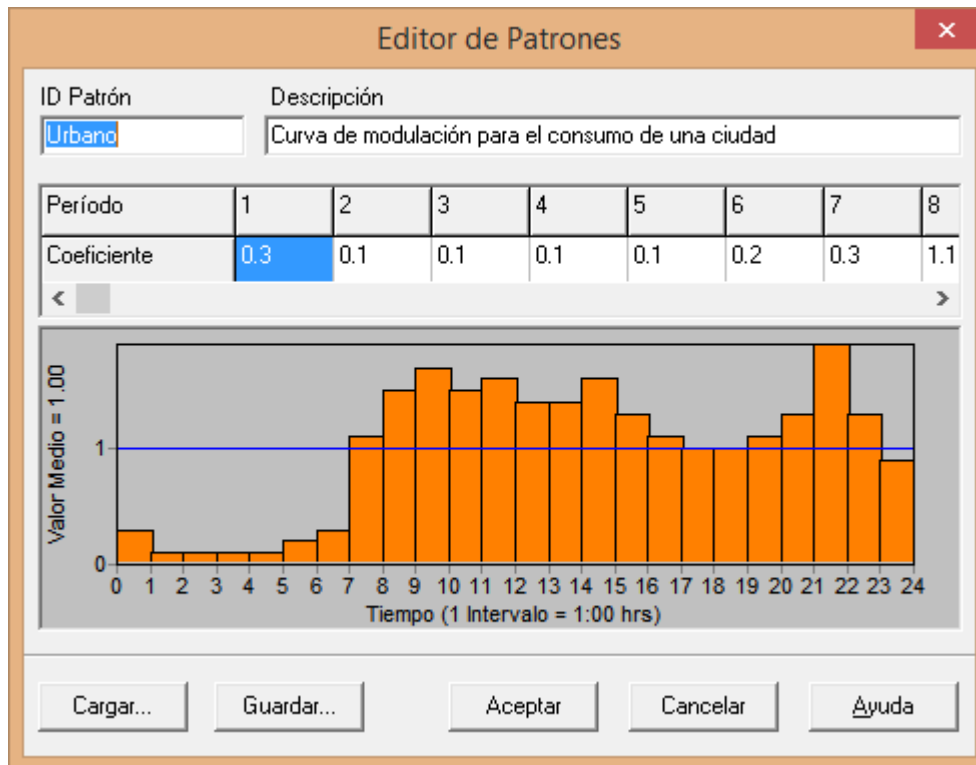 Editor de Patrones
ID Patrón Descripción
Urbano Curva de modulación para el consumo de una ciudad
Período 1 2 3 4 5 6 7 8
Coeficiente 0.3 0.1 0.1 0.1 0.1 0.2 0.3 1.1
Valor Medio = 1.00
1
0
0 1 2 3 4 5 6 7 8 9 10 11 12 13 14 15 16 17 18 19 20 21 22 23 24
Tiempo (1 Intervalo = 1:00 hrs)
Cargar... Guardar... Aceptar Cancelar Ayuda